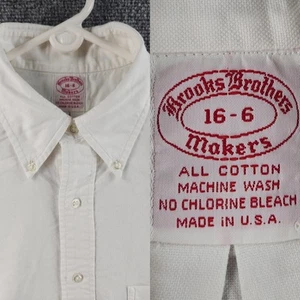 Brooks Brothers
16-6
Makers
ALL COTTON
MACHINE WASH
NO CHLORINE BLEACH
MADE IN U.S.A.